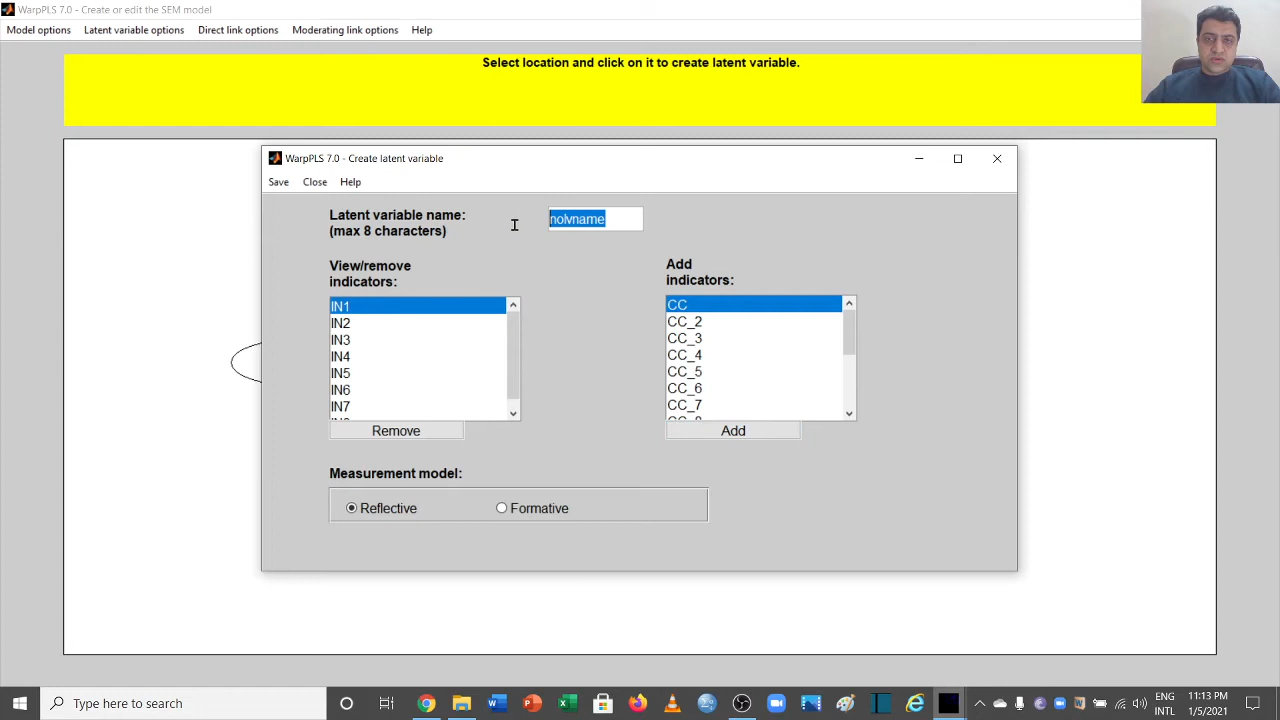 WarpPLS 7.0 - Create or edit the SEM model
Model options Latent variable options Direct link options Moderating link options Help
Select location and click on it to create latent variable.
WarpPLS 7.0 - Create latent variable
Save Close Help
Latent variable name:
(max 8 characters)
nolvname
View/remove
indicators:
IN1
IN2
IN3
IN4
IN5
IN6
IN7
Remove
Add
indicators:
CC
CC_2
CC_3
CC_4
CC_5
CC_6
CC_7
Add
Measurement model:
Reflective Formative
Type here to search
ENG
INTL
11:13 PM
1/5/2021